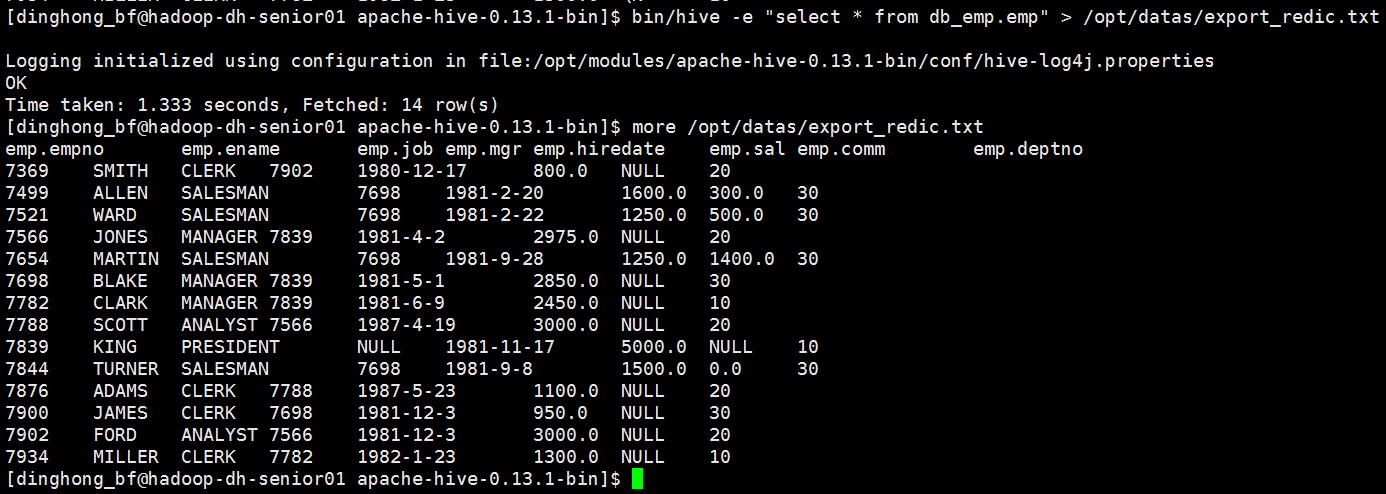 [dinghong_bf@hadoop-dh-senior01 apache-hive-0.13.1-bin]$ bin/hive -e "select * from db_emp.emp" > /opt/datas/export_redic.txt
Logging initialized using configuration in file:/opt/modules/apache-hive-0.13.1-bin/conf/hive-log4j.properties
OK
Time taken: 1.333 seconds, Fetched: 14 row(s)
[dinghong_bf@hadoop-dh-senior01 apache-hive-0.13.1-bin]$ more /opt/datas/export_redic.txt
emp.empno       emp.ename       emp.job emp.mgr emp.hiredate    emp.sal emp.comm        emp.deptno
7369    SMITH   CLERK   7902    1980-12-17      800.0   NULL    20
7499    ALLEN   SALESMAN        7698    1981-2-20       1600.0  300.0   30
7521    WARD    SALESMAN        7698    1981-2-22       1250.0  500.0   30
7566    JONES   MANAGER 7839    1981-4-2        2975.0  NULL    20
7654    MARTIN  SALESMAN        7698    1981-9-28       1250.0  1400.0  30
7698    BLAKE   MANAGER 7839    1981-5-1        2850.0  NULL    30
7782    CLARK   MANAGER 7839    1981-6-9        2450.0  NULL    10
7788    SCOTT   ANALYST 7566    1987-4-19       3000.0  NULL    20
7839    KING    PRESIDENT       NULL    1981-11-17      5000.0  NULL    10
7844    TURNER  SALESMAN        7698    1981-9-8        1500.0  0.0     30
7876    ADAMS   CLERK   7788    1987-5-23       1100.0  NULL    20
7900    JAMES   CLERK   7698    1981-12-3       950.0   NULL    30
7902    FORD    ANALYST 7566    1981-12-3       3000.0  NULL    20
7934    MILLER  CLERK   7782    1982-1-23       1300.0  NULL    10
[dinghong_bf@hadoop-dh-senior01 apache-hive-0.13.1-bin]$